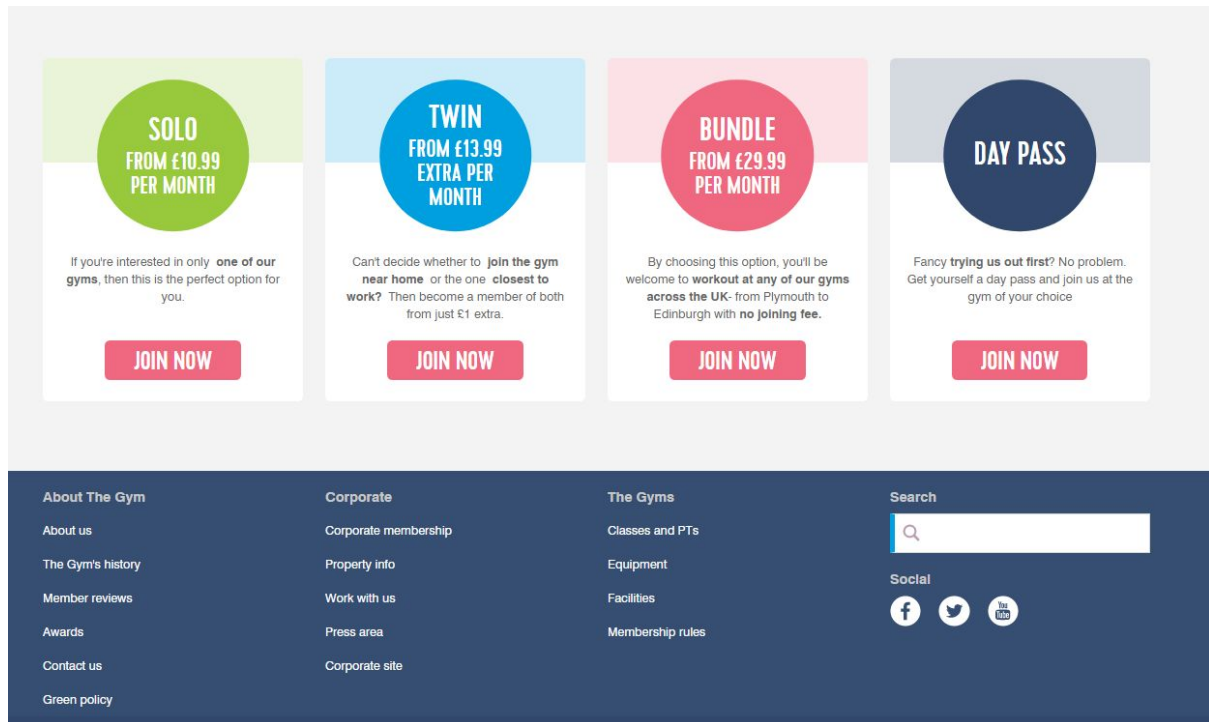 SOLO
FROM £10.99
PER MONTH
If you're interested in only one of our
gyms, then this is the perfect option for
you.
JOIN NOW
TWIN
FROM £13.99
EXTRA PER
MONTH
Can't decide whether to join the gym
near home or the one closest to
work? Then become a member of both
from just £1 extra.
JOIN NOW
BUNDLE
FROM £29.99
PER MONTH
By choosing this option, you'll be
welcome to workout at any of our gyms
across the UK- from Plymouth to
Edinburgh with no joining fee.
JOIN NOW
DAY PASS
Fancy trying us out first? No problem.
Get yourself a day pass and join us at the
gym of your choice
JOIN NOW
About The Gym
About us
The Gym's history
Member reviews
Awards
Contact us
Green policy
Corporate
Corporate membership
Property info
Work with us
Press area
Corporate site
The Gyms
Classes and PTs
Equipment
Facilities
Membership rules
Search
Social
You
Tube